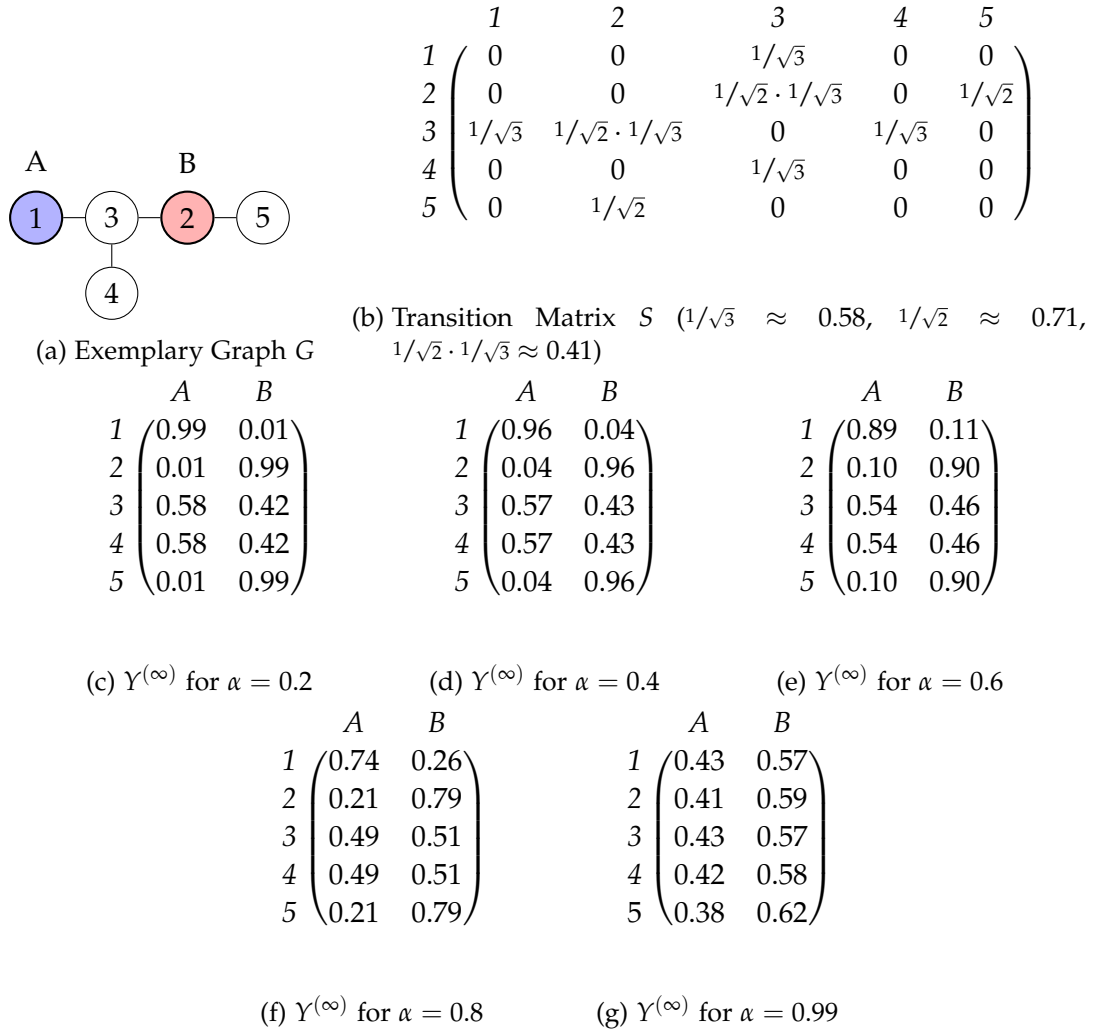 A B
1 3 2 5
4
(a) Exemplary Graph G
1 2 3 4 5
1 0 0 1/√3 0 0
2 0 0 1/√2 · 1/√3 0 1/√2
3 1/√3 1/√2 · 1/√3 0 1/√3 0
4 0 0 1/√3 0 0
5 0 1/√2 0 0 0
(b) Transition Matrix S (1/√3 ≈ 0.58, 1/√2 ≈ 0.71,
1/√2 · 1/√3 ≈ 0.41)
A B
1 0.99 0.01
2 0.01 0.99
3 0.58 0.42
4 0.58 0.42
5 0.01 0.99
(c) Y(∞) for α = 0.2
A B
1 0.96 0.04
2 0.04 0.96
3 0.57 0.43
4 0.57 0.43
5 0.04 0.96
(d) Y(∞) for α = 0.4
A B
1 0.89 0.11
2 0.10 0.90
3 0.54 0.46
4 0.54 0.46
5 0.10 0.90
(e) Y(∞) for α = 0.6
A B
1 0.74 0.26
2 0.21 0.79
3 0.49 0.51
4 0.49 0.51
5 0.21 0.79
(f) Y(∞) for α = 0.8
A B
1 0.43 0.57
2 0.41 0.59
3 0.43 0.57
4 0.42 0.58
5 0.38 0.62
(g) Y(∞) for α = 0.99